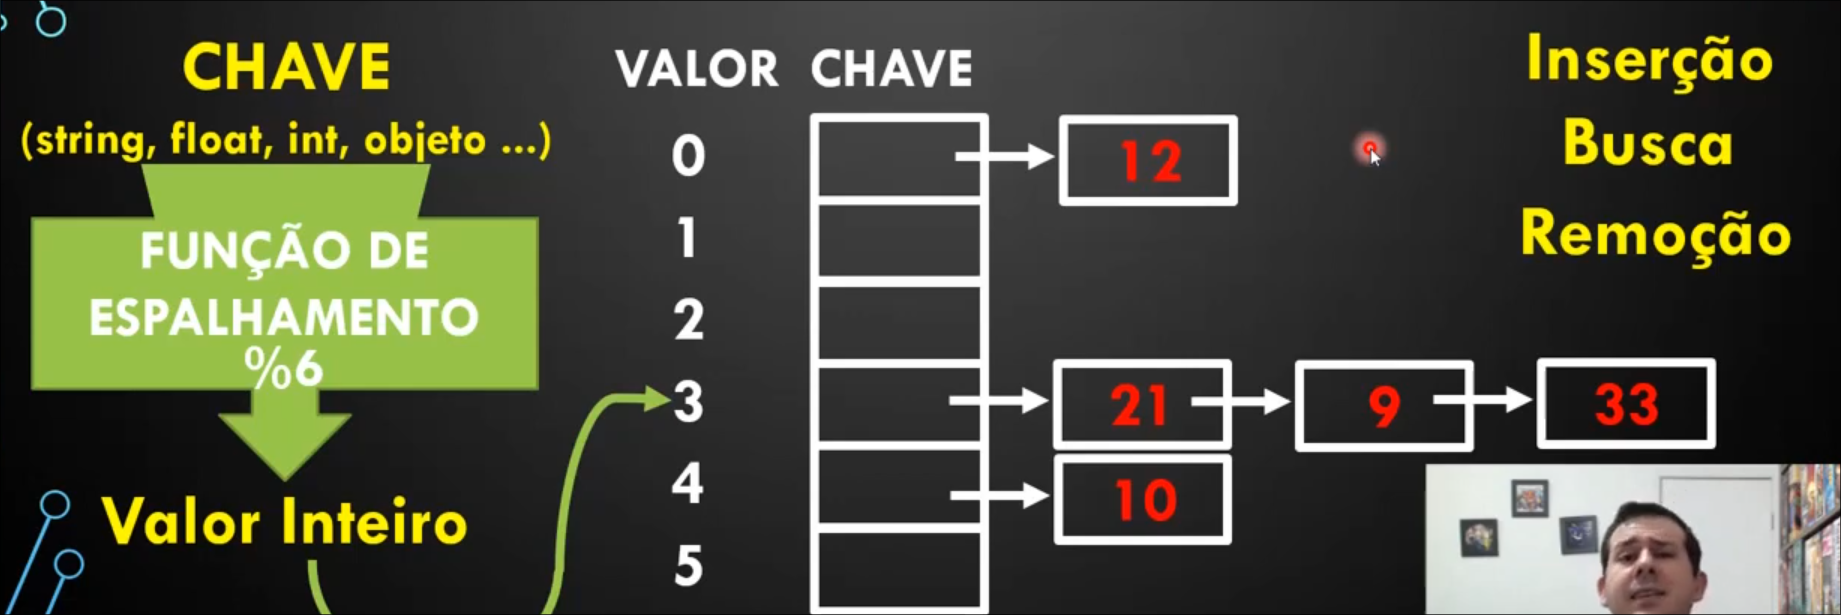 CHAVE
(string, float, int, objeto ...)
FUNÇÃO DE
ESPALHAMENTO
%6
Valor Inteiro
VALOR CHAVE
0 12
1
2
3 21 9 33
4 10
5
Inserção
Busca
Remoção